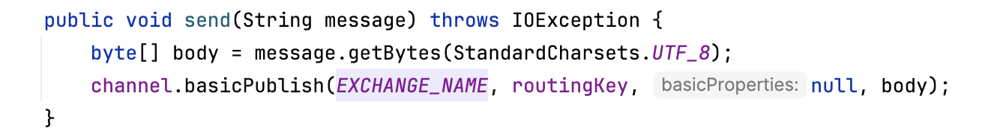 public void send(String message) throws IOException {
byte[] body = message.getBytes(StandardCharsets.UTF_8);
channel.basicPublish(EXCHANGE_NAME, routingKey, basicProperties: null, body);
}